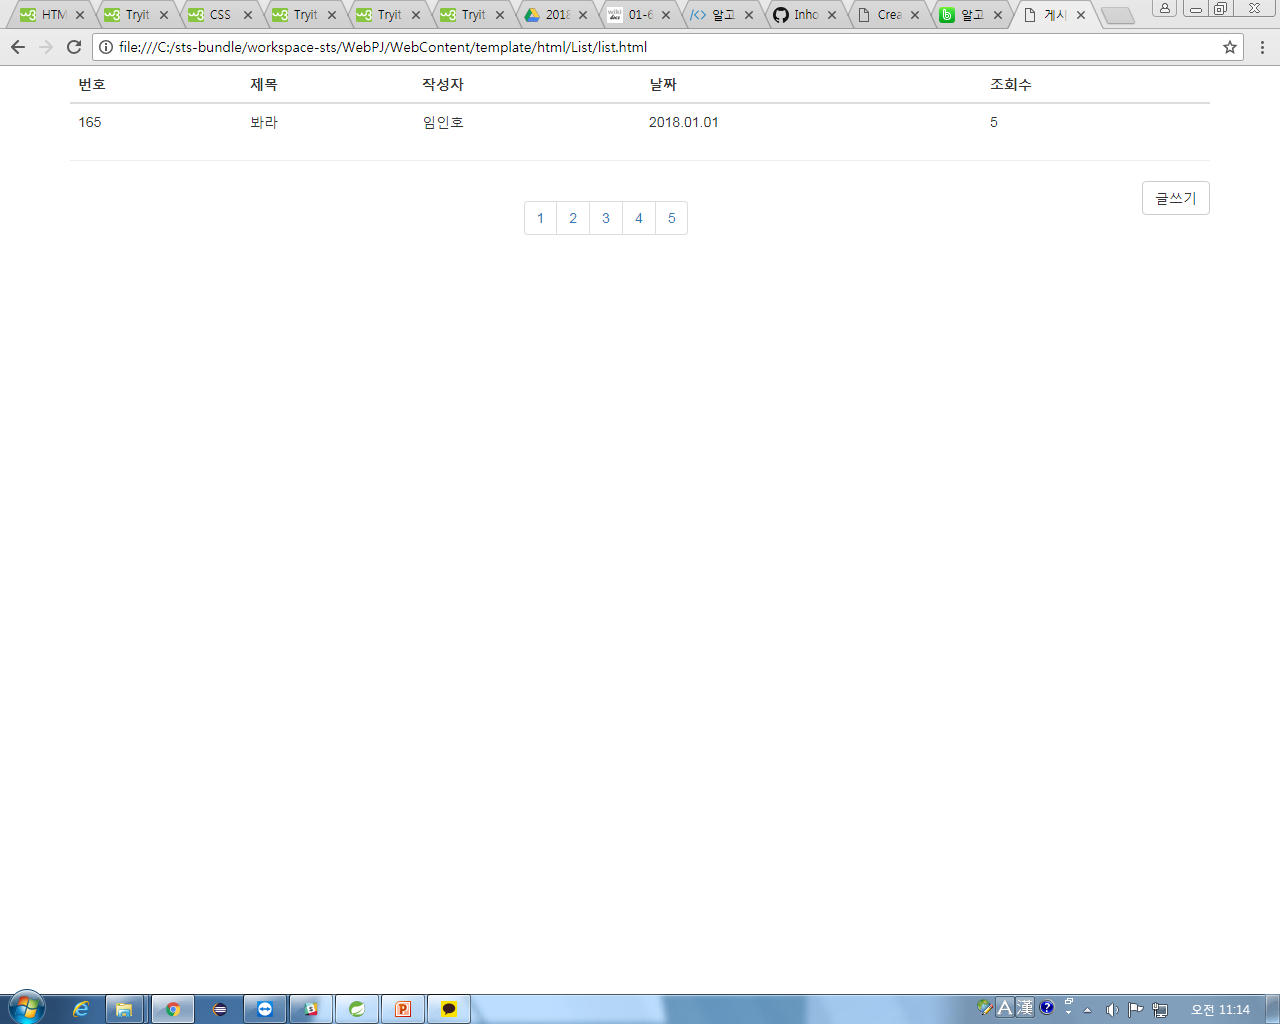 HTM Tryit CSS Tryit Tryit Tryit 2018 01-6 알고 Inho Crea 알고 게시
file:///C:/sts-bundle/workspace-sts/WebPJ/WebContent/template/html/List/list.html
번호 제목 작성자 날짜 조회수
165 봐라 임인호 2018.01.01 5
글쓰기
1 2 3 4 5
A 漢 오전 11:14